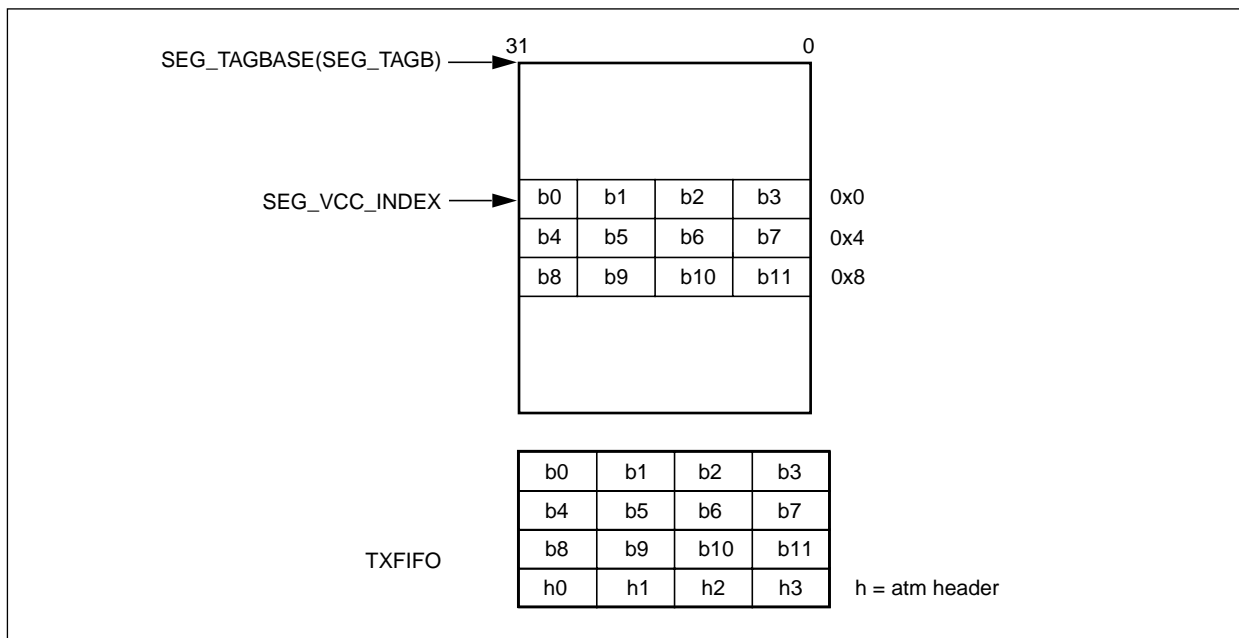 31 0
SEG_TAGBASE(SEG_TAGB)
SEG_VCC_INDEX b0 b1 b2 b3 0x0
b4 b5 b6 b7 0x4
b8 b9 b10 b11 0x8
b0 b1 b2 b3
b4 b5 b6 b7
b8 b9 b10 b11
TXFIFO
h0 h1 h2 h3 h = atm header